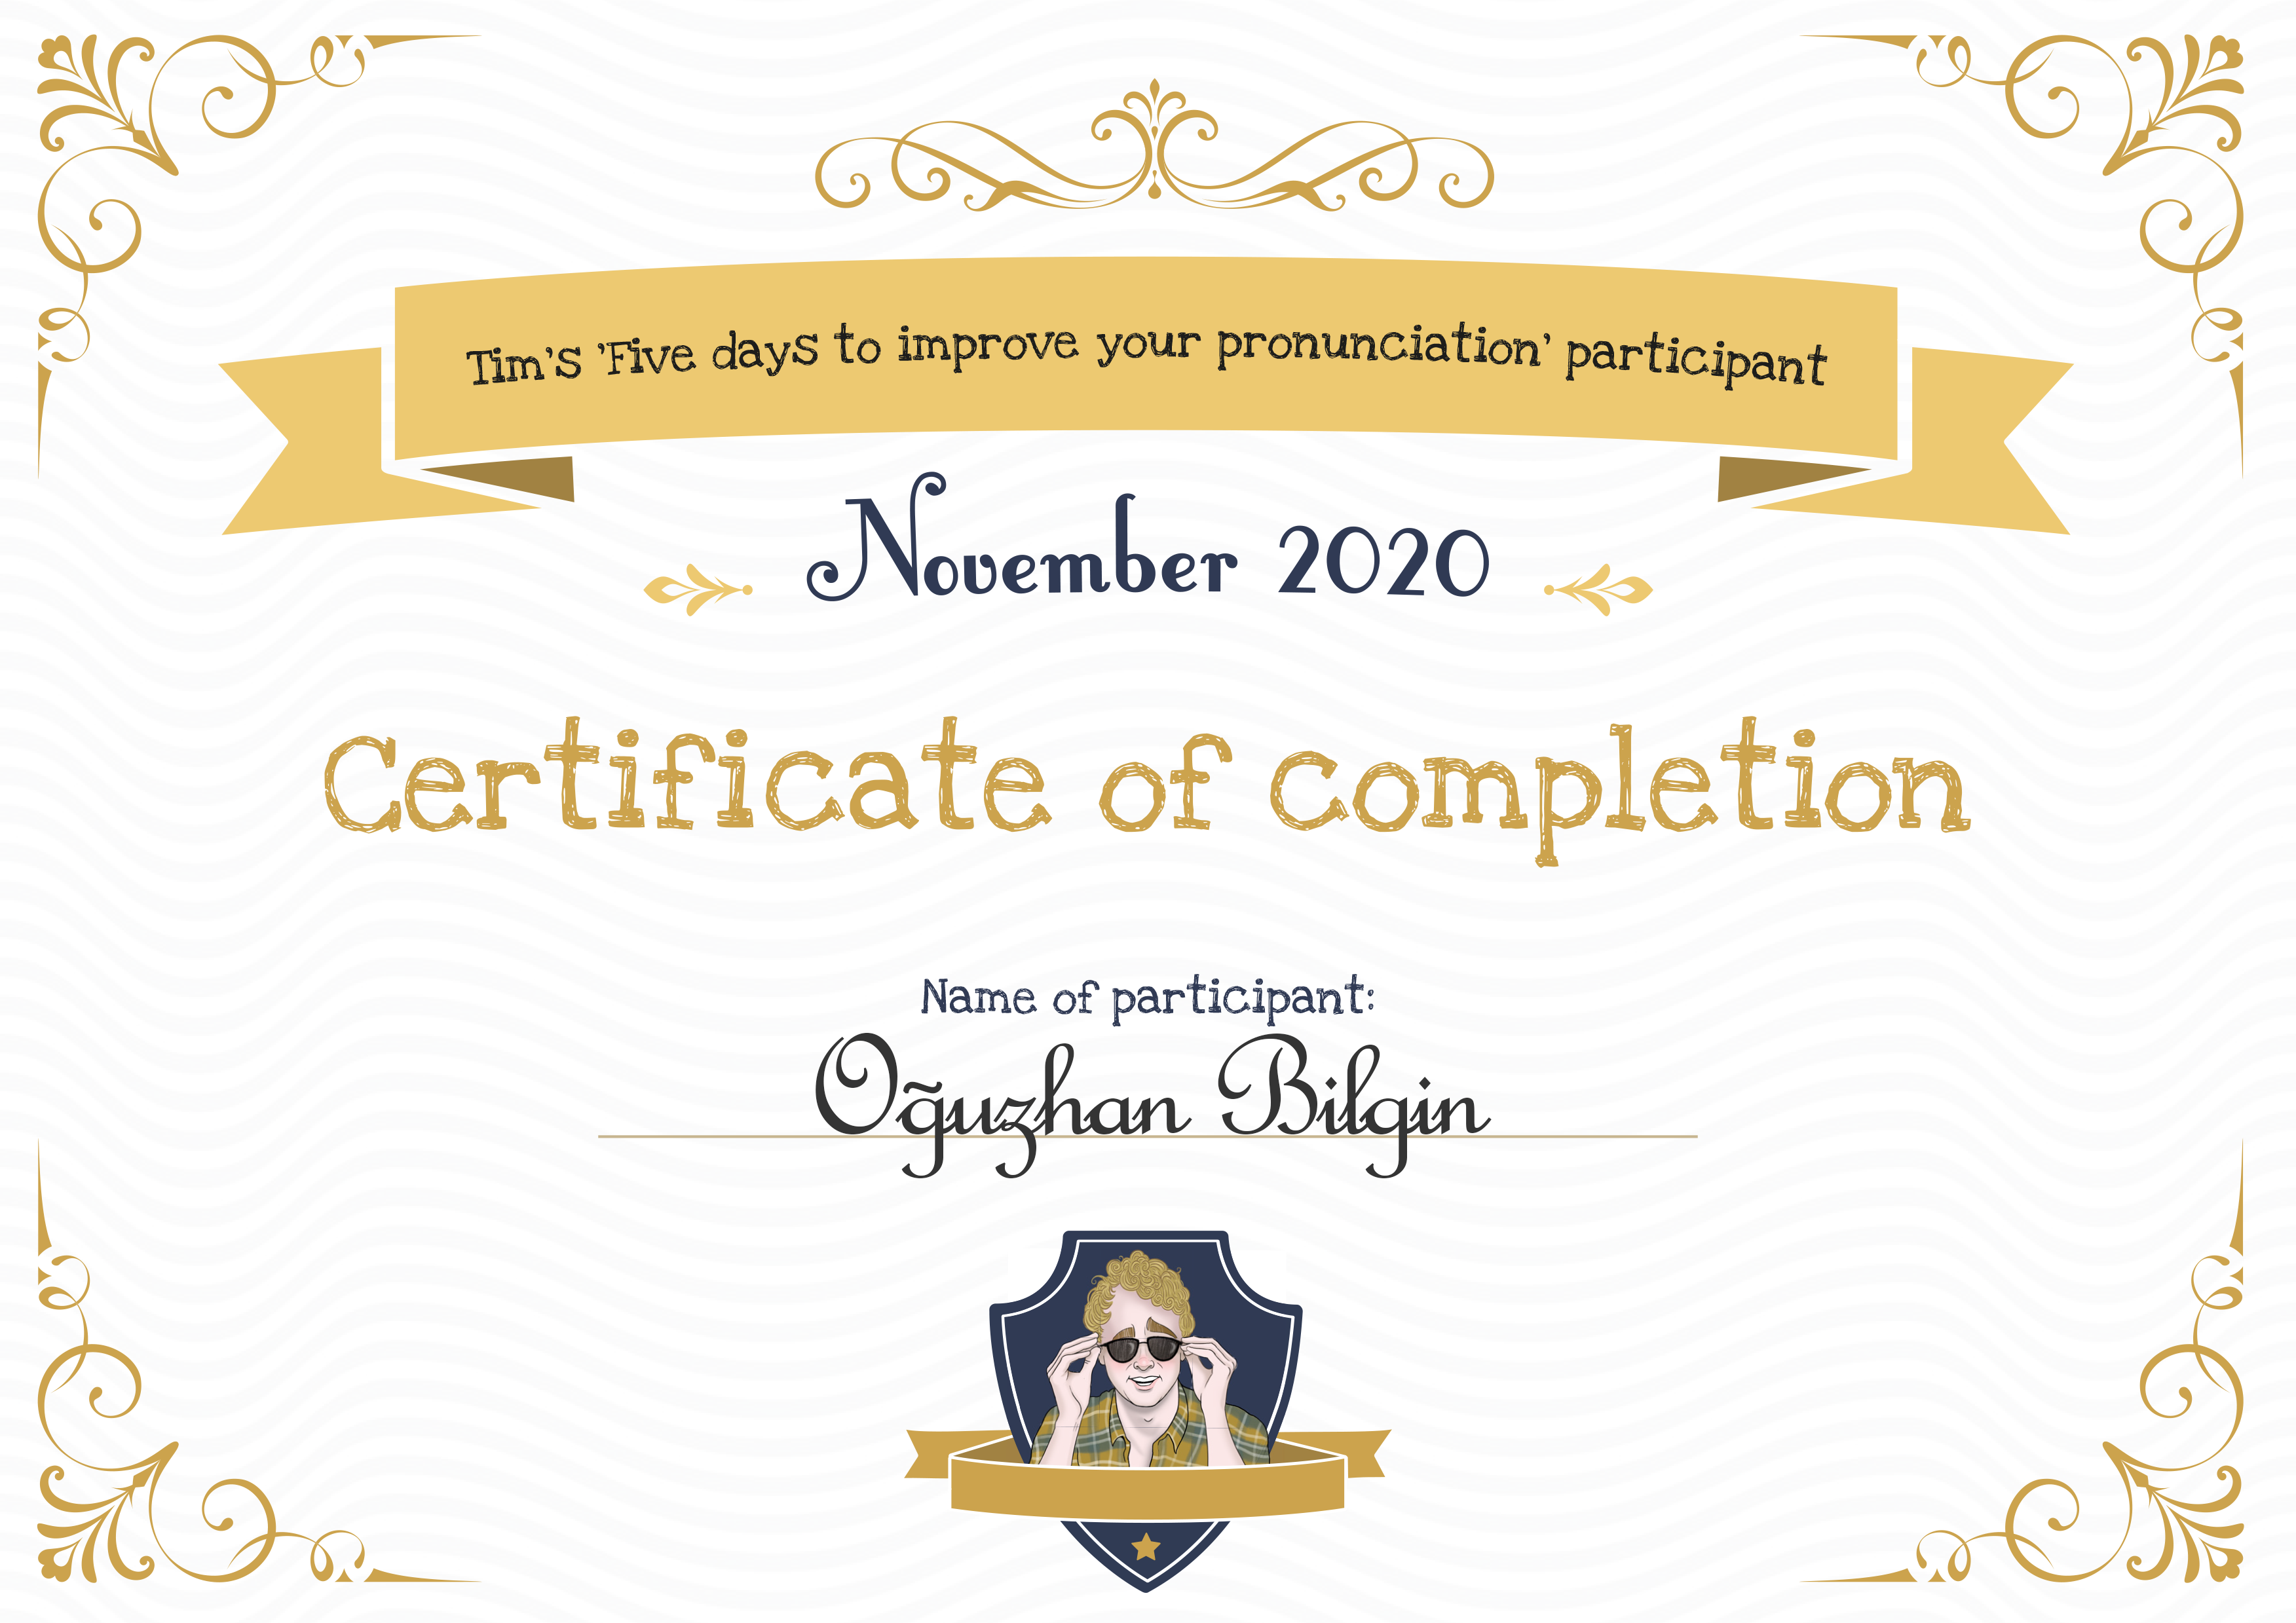 Tim's 'Five days to improve your pronunciation' participant
November 2020
Certificate of completion
Name of participant:
Oğuzhan Bilgin